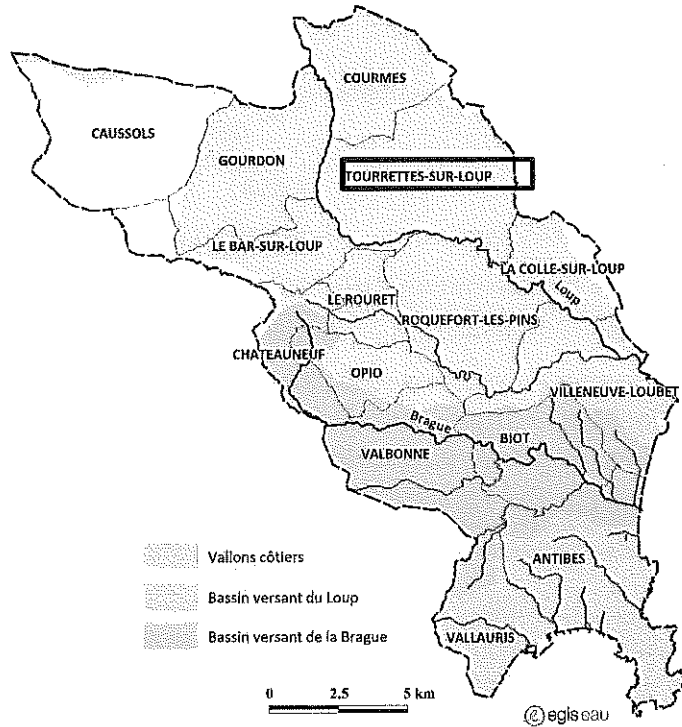 COURMES
CAUSSOLS
GOURDON
TOURRETTES-SUR-LOUP
LE BAR-SUR-LOUP
LA COLLE-SUR-LOUP
Loup
LE ROURET
ROQUEFORT-LES-PINS
CHATEAUNEUF
OPIO
VILLENEUVE-LOUBET
Brague
BIOT
VALBONNE
Vallons côtiers
ANTIBES
Bassin versant du Loup
Bassin versant de la Brague
VALLAURIS
0 2.5 5 km
egis eau